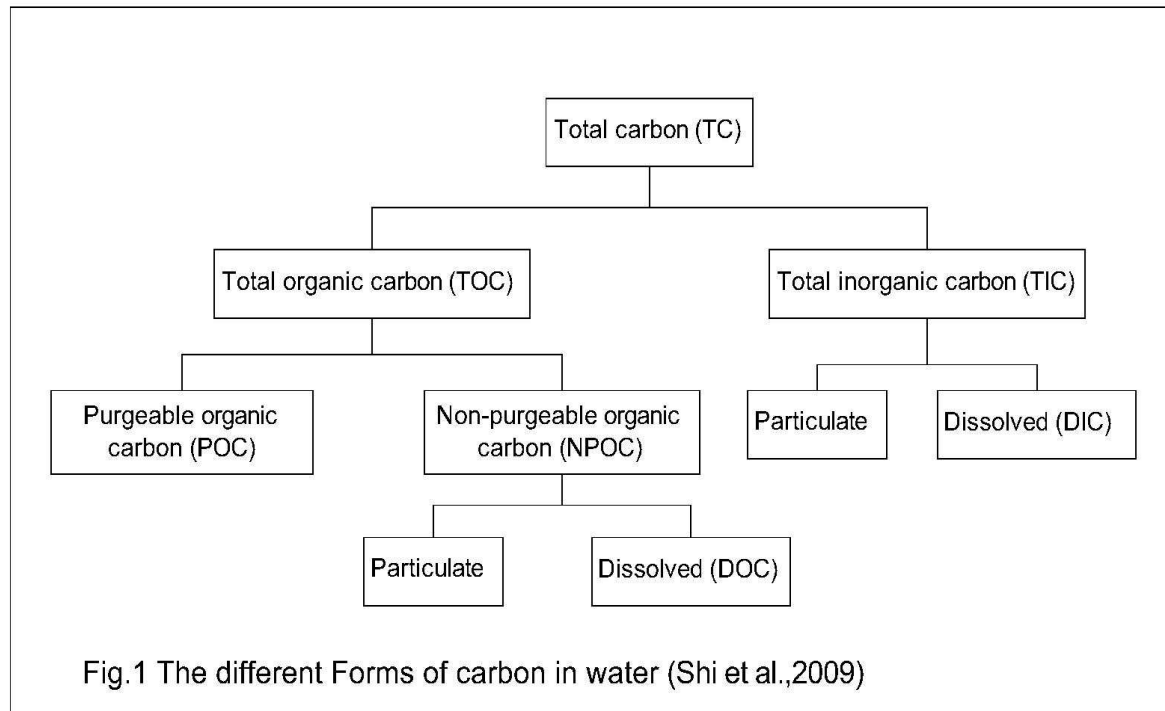 Total carbon (TC)
Total organic carbon (TOC)
Total inorganic carbon (TIC)
Purgeable organic
carbon (POC)
Non-purgeable organic
carbon (NPOC)
Particulate
Dissolved (DIC)
Particulate
Dissolved (DOC)
Fig.1 The different Forms of carbon in water (Shi et al.,2009)